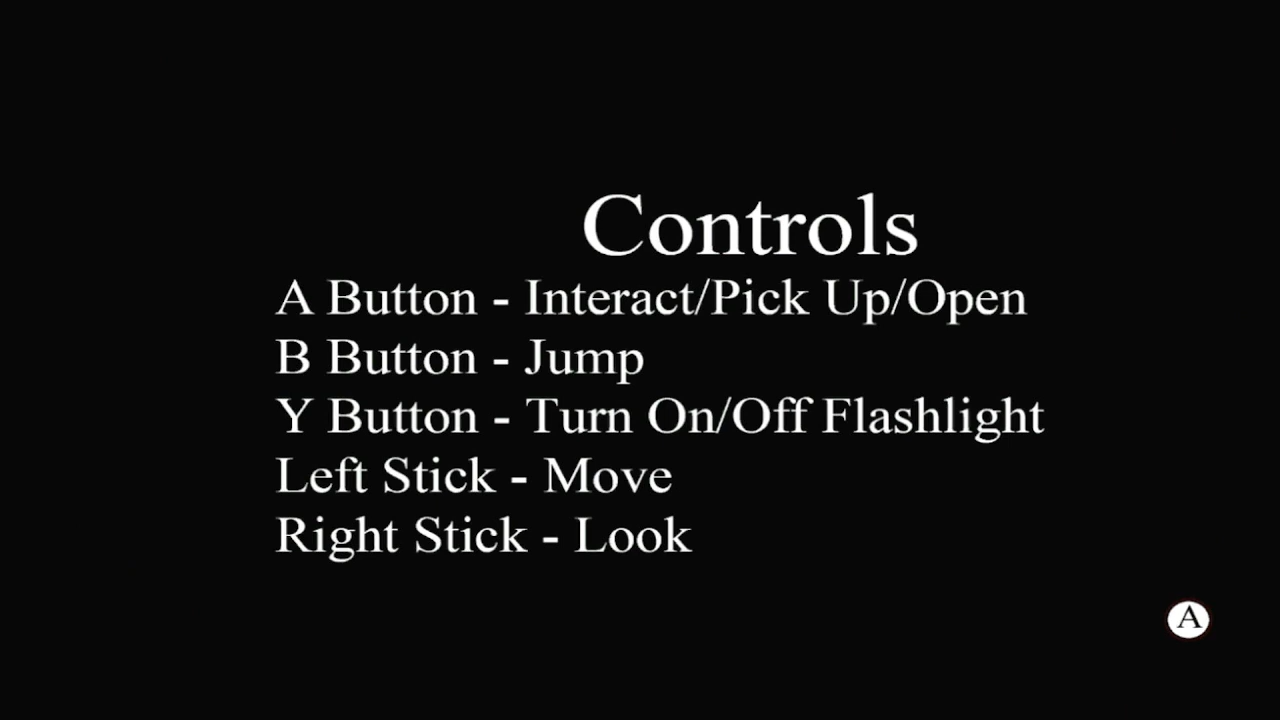 Controls
A Button - Interact/Pick Up/Open
B Button - Jump
Y Button - Turn On/Off Flashlight
Left Stick - Move
Right Stick - Look
A